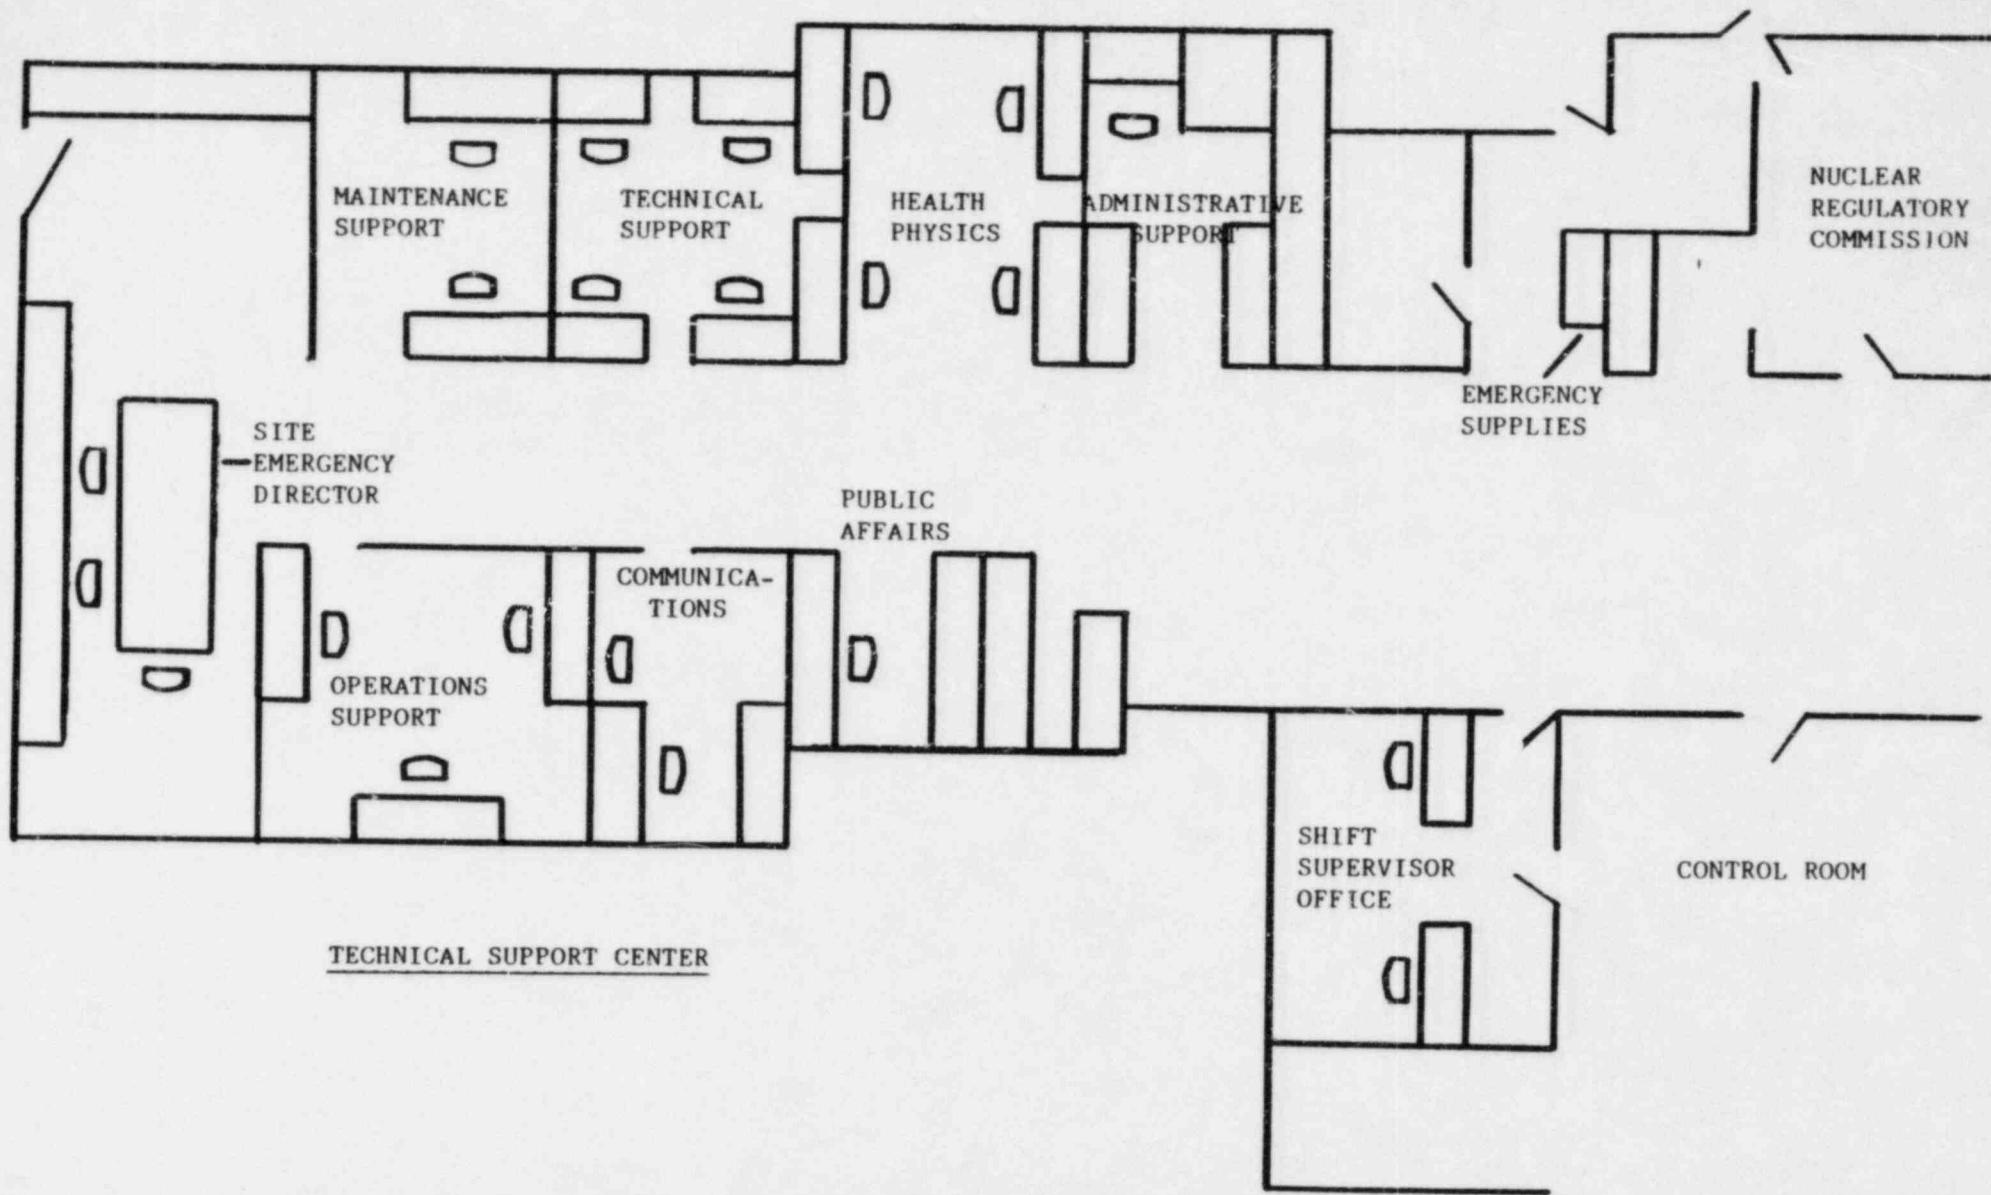 MAINTENANCE
SUPPORT
TECHNICAL
SUPPORT
HEALTH
PHYSICS
ADMINISTRATIVE
SUPPORT
NUCLEAR
REGULATORY
COMMISSION
EMERGENCY
SUPPLIES
SITE
EMERGENCY
DIRECTOR
PUBLIC
AFFAIRS
COMMUNICA-
TIONS
OPERATIONS
SUPPORT
SHIFT
SUPERVISOR
OFFICE
CONTROL ROOM
TECHNICAL SUPPORT CENTER